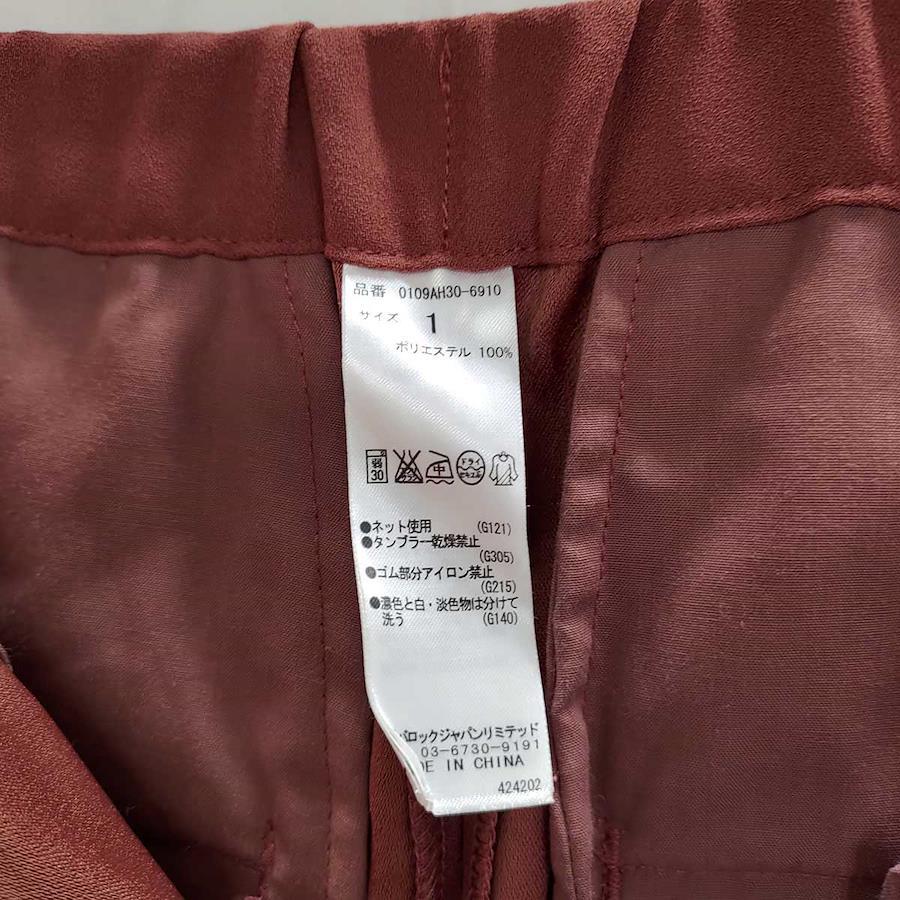 品番 0109AH30-6910
サイズ 1
ポリエステル 100%
弱 中 ドライ
30
●ネット使用 (G121)
●タンブラー乾燥禁止
(G305)
●ゴム部分アイロン禁止
(G215)
●濃色と白・淡色物は分けて
洗う (G140)
バロックジャパンリミテッド
03-6730-9191
DE IN CHINA
424202